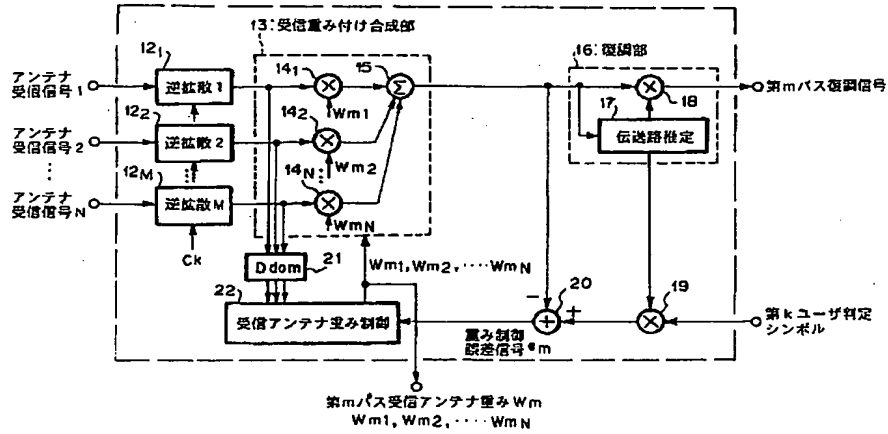 13:受信重み付け合成部
16:復調部
12₁
14₁
15
アンテナ
受信信号1
逆拡散1
Σ
18
第mパス復調信号
17
伝送路推定
Wm1
12₂
14₂
アンテナ
受信信号2
逆拡散2
Wm2
⋮
12M
14N
⋮
アンテナ
受信信号N
逆拡散M
WmN
Ck
Ddom
21
Wm1, Wm2, ····WmN
22
受信アンテナ重み制御
−
20
+
19
重み制御
誤差信号em
第kユーザ判定
シンボル
第mパス受信アンテナ重みWm
Wm1, Wm2, ····WmN